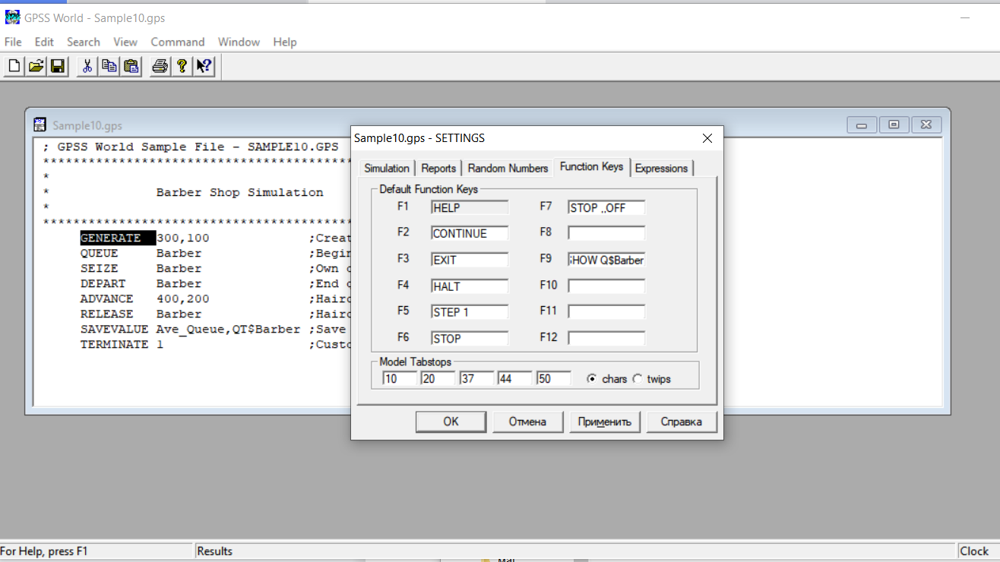 GPSS World - Sample10.gps
File Edit Search View Command Window Help
Sample10.gps
; GPSS World Sample File - SAMPLE10.GPS
******************************************
*
* Barber Shop Simulation
*
******************************************
GENERATE 300,100 ;Creat
QUEUE Barber ;Begin
SEIZE Barber ;Own
DEPART Barber ;End
ADVANCE 400,200 ;Hairc
RELEASE Barber ;Hairc
SAVEVALUE Ave_Queue,QT$Barber ;Save
TERMINATE 1 ;Custo
Sample10.gps - SETTINGS
Simulation Reports Random Numbers Function Keys Expressions
Default Function Keys
F1 HELP F7 STOP ,,OFF
F2 CONTINUE F8
F3 EXIT F9 SHOW Q$Barber
F4 HALT F10
F5 STEP 1 F11
F6 STOP F12
Model Tabstops
10 20 37 44 50 chars twips
OK Отмена Применить Справка
For Help, press F1 Results Clock